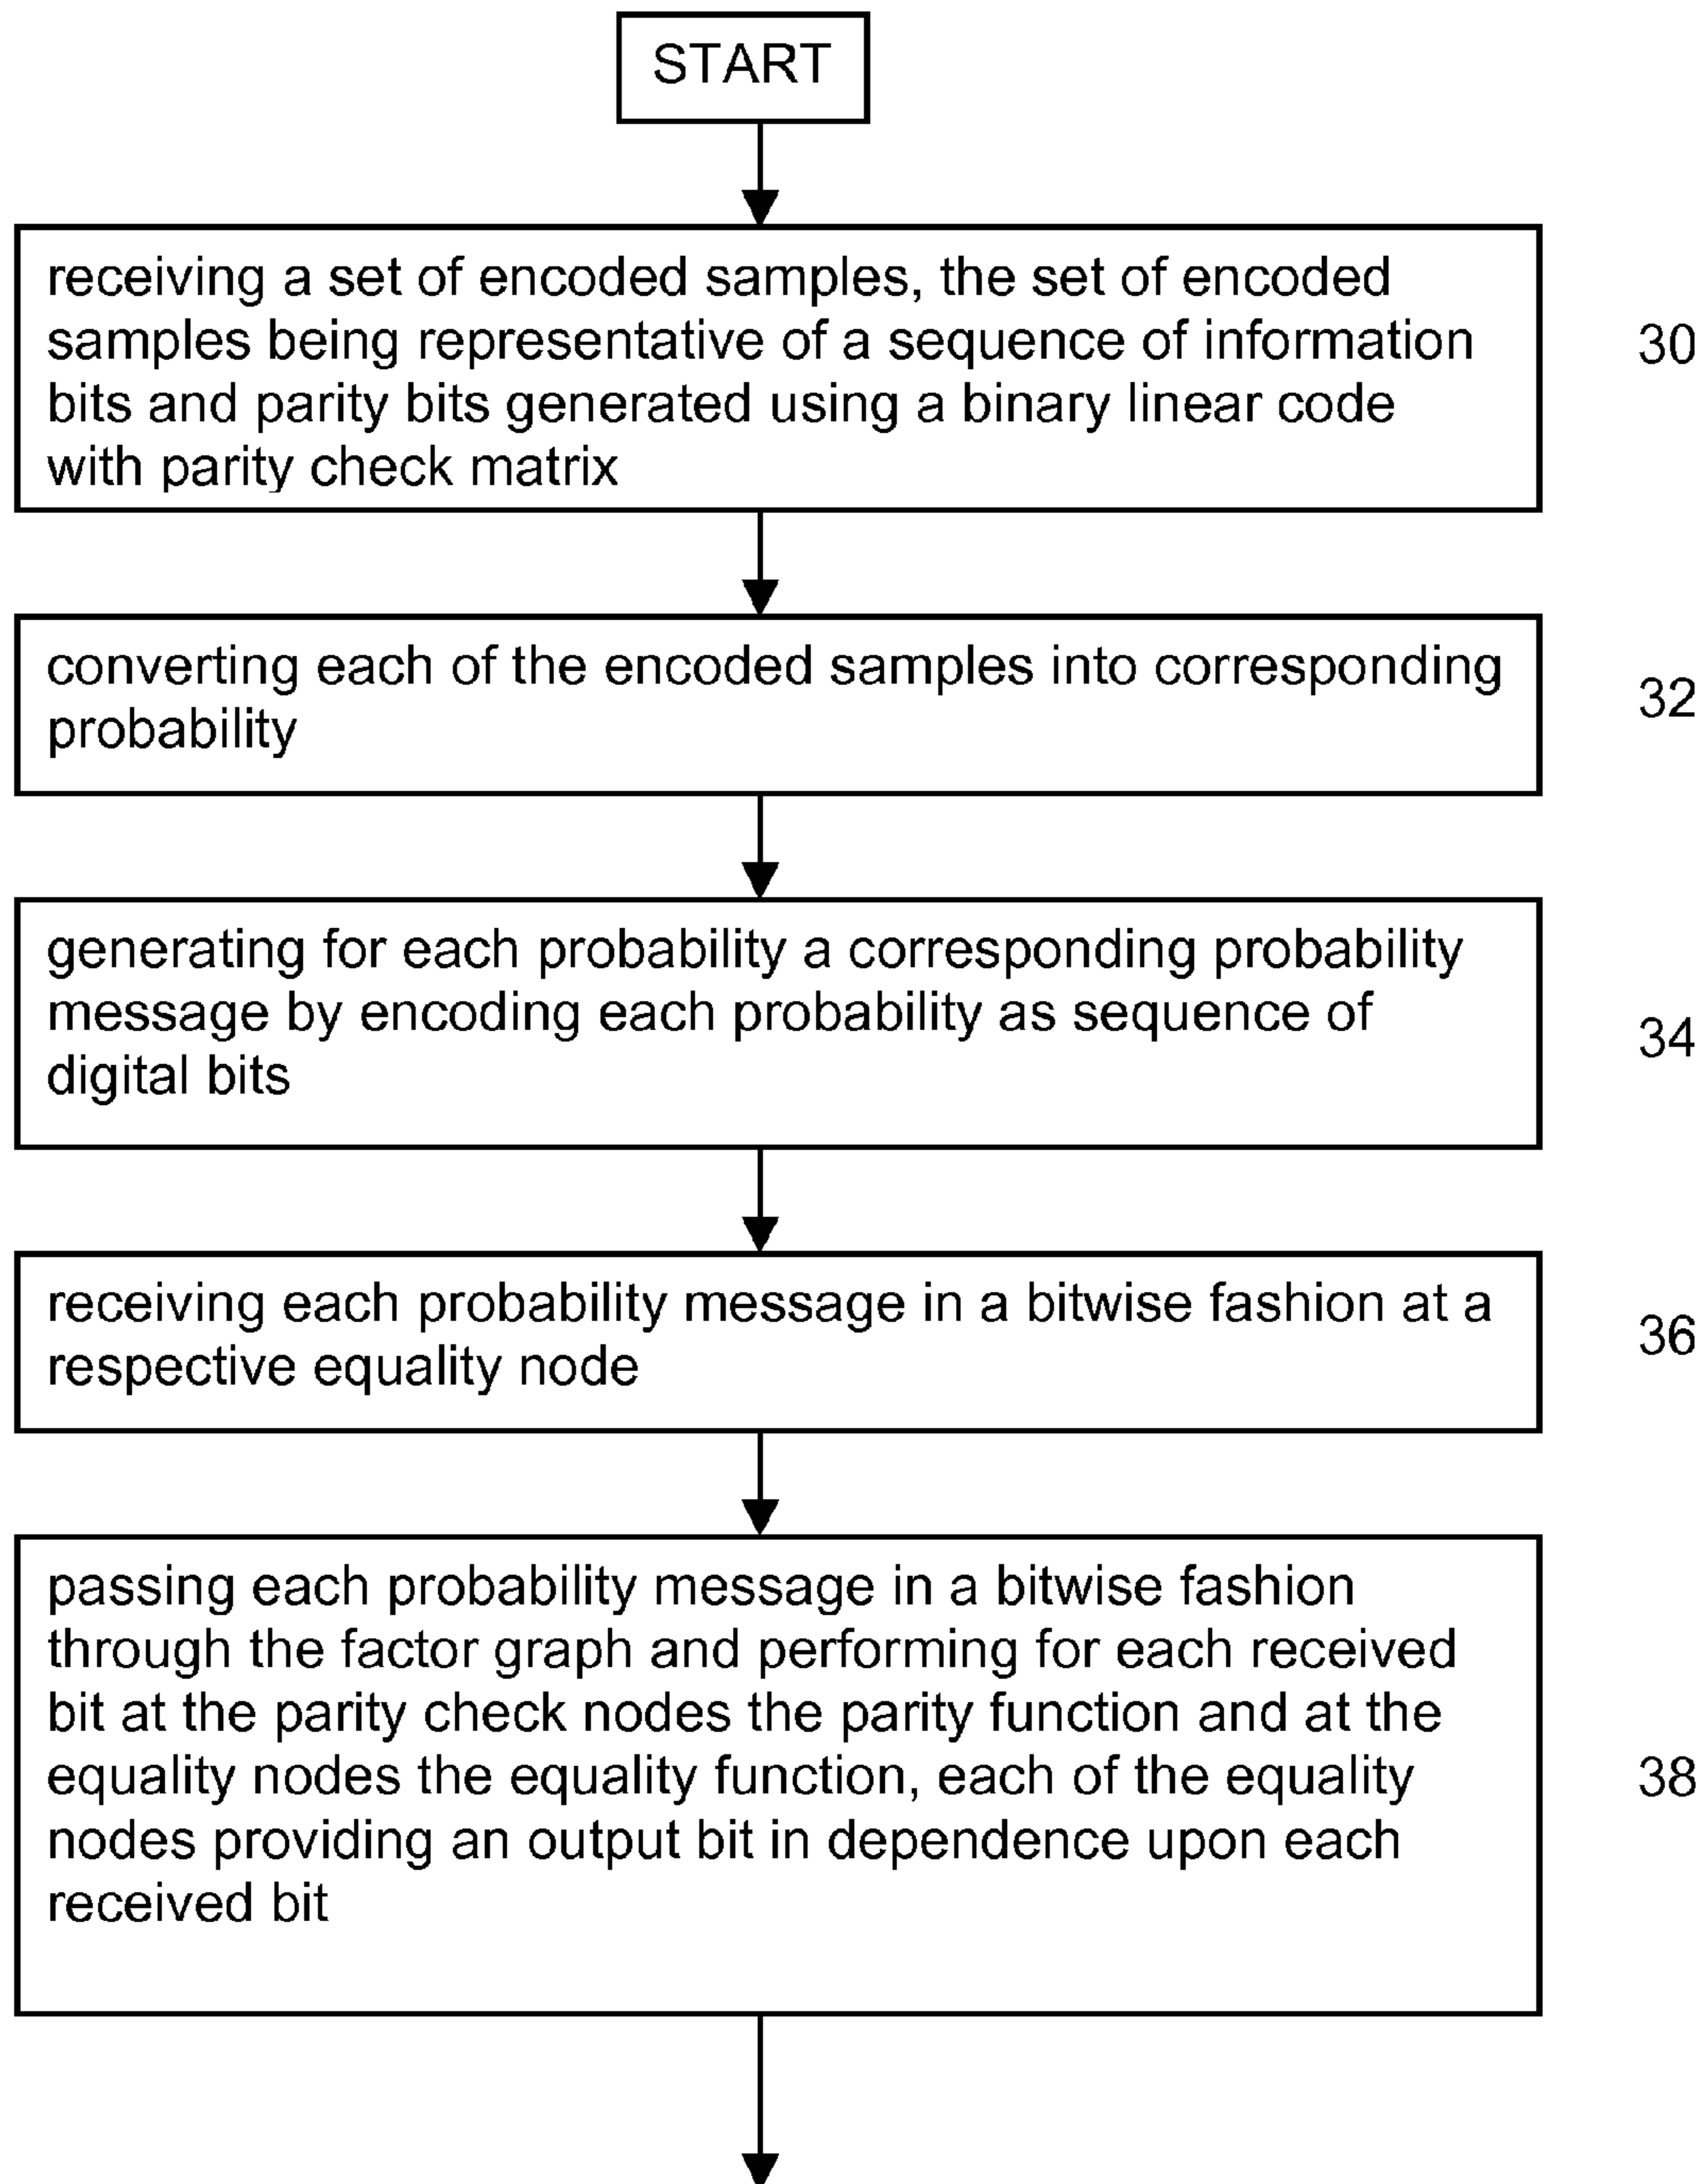 START
receiving a set of encoded samples, the set of encoded
samples being representative of a sequence of information
bits and parity bits generated using a binary linear code
with parity check matrix
30
converting each of the encoded samples into corresponding
probability
32
generating for each probability a corresponding probability
message by encoding each probability as sequence of
digital bits
34
receiving each probability message in a bitwise fashion at a
respective equality node
36
passing each probability message in a bitwise fashion
through the factor graph and performing for each received
bit at the parity check nodes the parity function and at the
equality nodes the equality function, each of the equality
nodes providing an output bit in dependence upon each
received bit
38